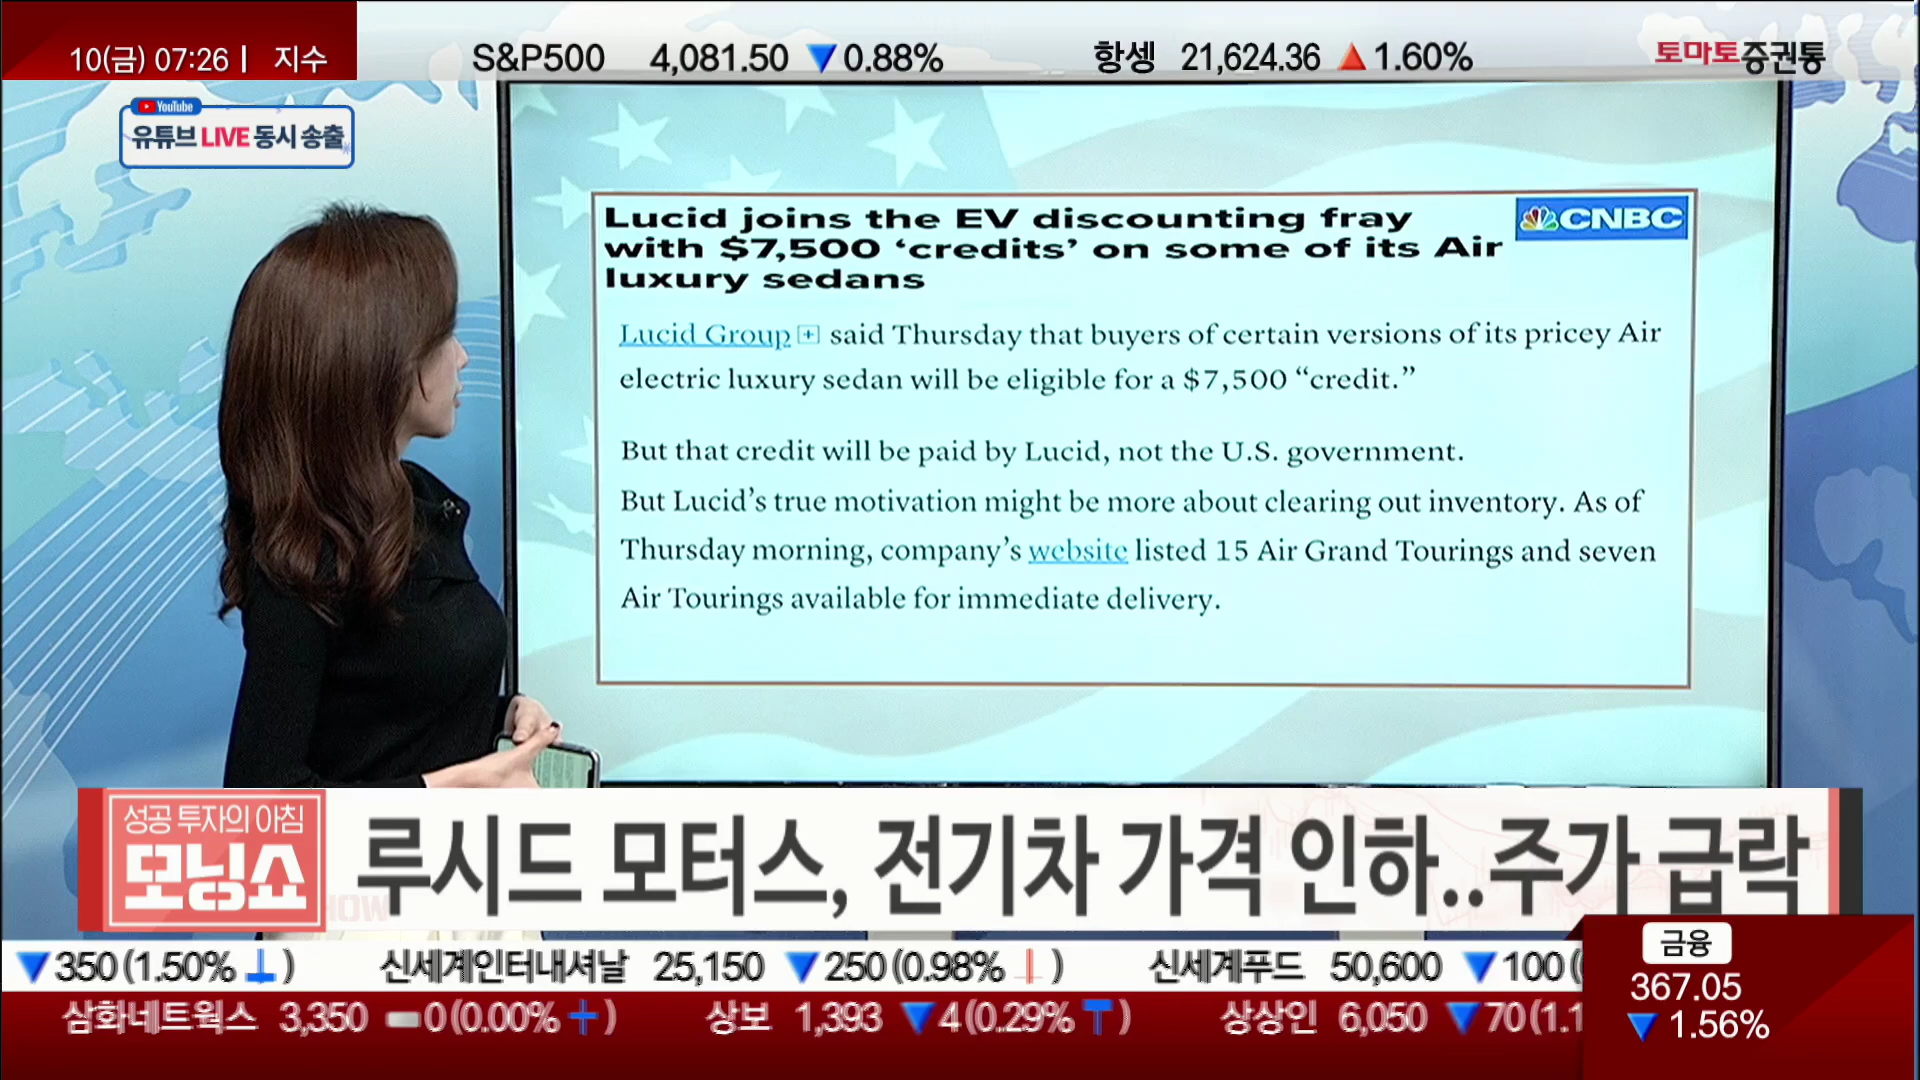 10(금) 07:26 | 지수
S&P500 4,081.50 ▼0.88%
항셍 21,624.36 ▲1.60%
토마토증권통
YouTube
유튜브 LIVE 동시 송출
Lucid joins the EV discounting fray
with $7,500 ‘credits’ on some of its Air
luxury sedans
CNBC
Lucid Group said Thursday that buyers of certain versions of its pricey Air
electric luxury sedan will be eligible for a $7,500 “credit.”
But that credit will be paid by Lucid, not the U.S. government.
But Lucid’s true motivation might be more about clearing out inventory. As of
Thursday morning, company’s website listed 15 Air Grand Tourings and seven
Air Tourings available for immediate delivery.
성공 투자의 아침
모닝쇼
루시드 모터스, 전기차 가격 인하..주가 급락
▼350(1.50%↓) 신세계인터내셔날 25,150 ▼250(0.98%) 신세계푸드 50,600 ▼100(
삼화네트웍스 3,350 0(0.00%) 상보 1,393 ▼4(0.29%) 상상인 6,050 ▼70(1.1
금융
367.05
▼1.56%